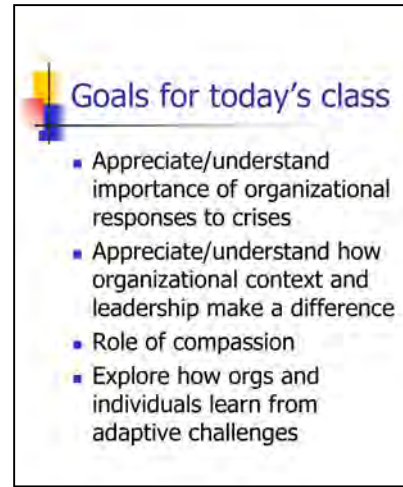 Goals for today's class
Appreciate/understand
importance of organizational
responses to crises
Appreciate/understand how
organizational context and
leadership make a difference
Role of compassion
Explore how orgs and
individuals learn from
adaptive challenges